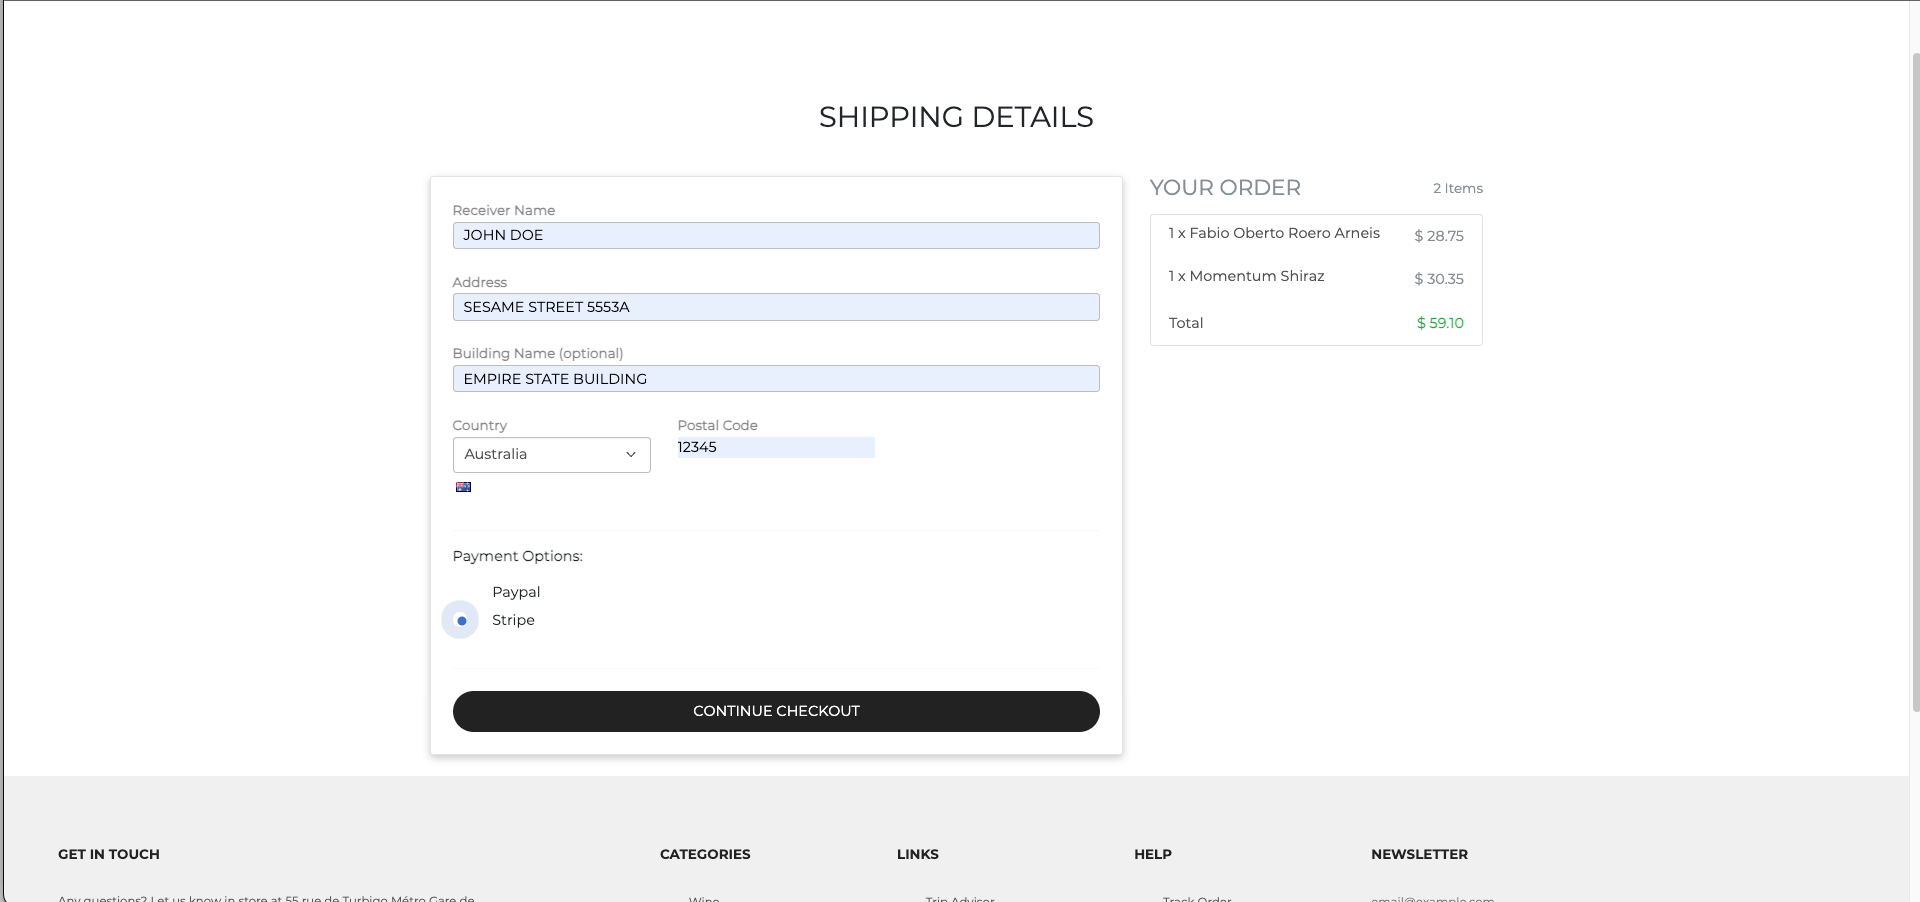 SHIPPING DETAILS
Receiver Name
JOHN DOE
Address
SESAME STREET 5553A
Building Name (optional)
EMPIRE STATE BUILDING
Country
Postal Code
Australia
12345
Payment Options:
Paypal
Stripe
CONTINUE CHECKOUT
YOUR ORDER
2 Items
1 x Fabio Oberto Roero Arneis $ 28.75
1 x Momentum Shiraz $ 30.35
Total $ 59.10
GET IN TOUCH
Any questions? Let us know in store at 55 rue de Turbigo Métro Gare de
CATEGORIES
Wine
LINKS
Trip Advisor
HELP
Track Order
NEWSLETTER
email@example.com